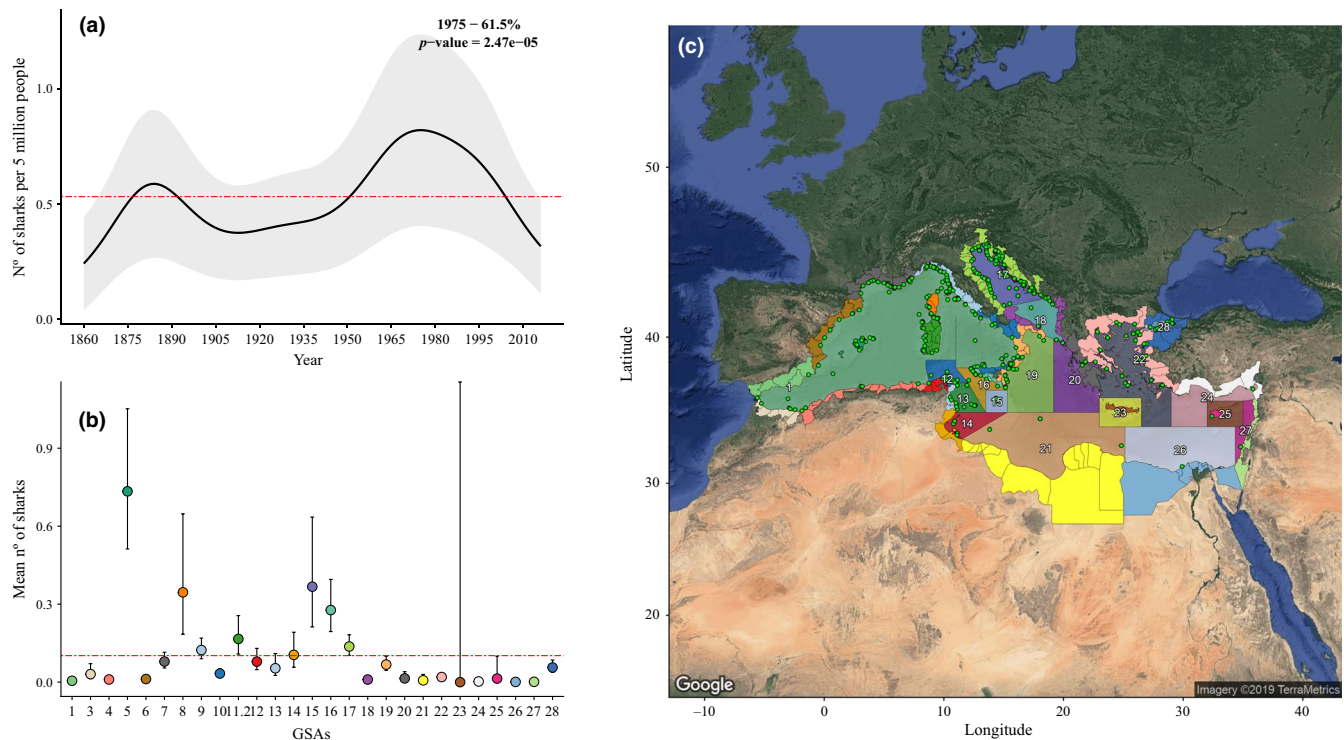 (a)
1975 − 61.5%
p−value = 2.47e−05
Nº of sharks per 5 million people
1.0
0.5
0.0
1860 1875 1890 1905 1920 1935 1950 1965 1980 1995 2010
Year
(b)
Mean nº of sharks
0.9
0.6
0.3
0.0
1 3 4 5 6 7 8 9 10 11.2 12 13 14 15 16 17 18 19 20 21 22 23 24 25 26 27 28
GSAs
(c)
Latitude
50
40
30
20
17
18
28
1
22
12
16
19
20
13
15
24
23
25
14
27
21
26
Google
Imagery ©2019 TerraMetrics
−10 0 10 20 30 40
Longitude